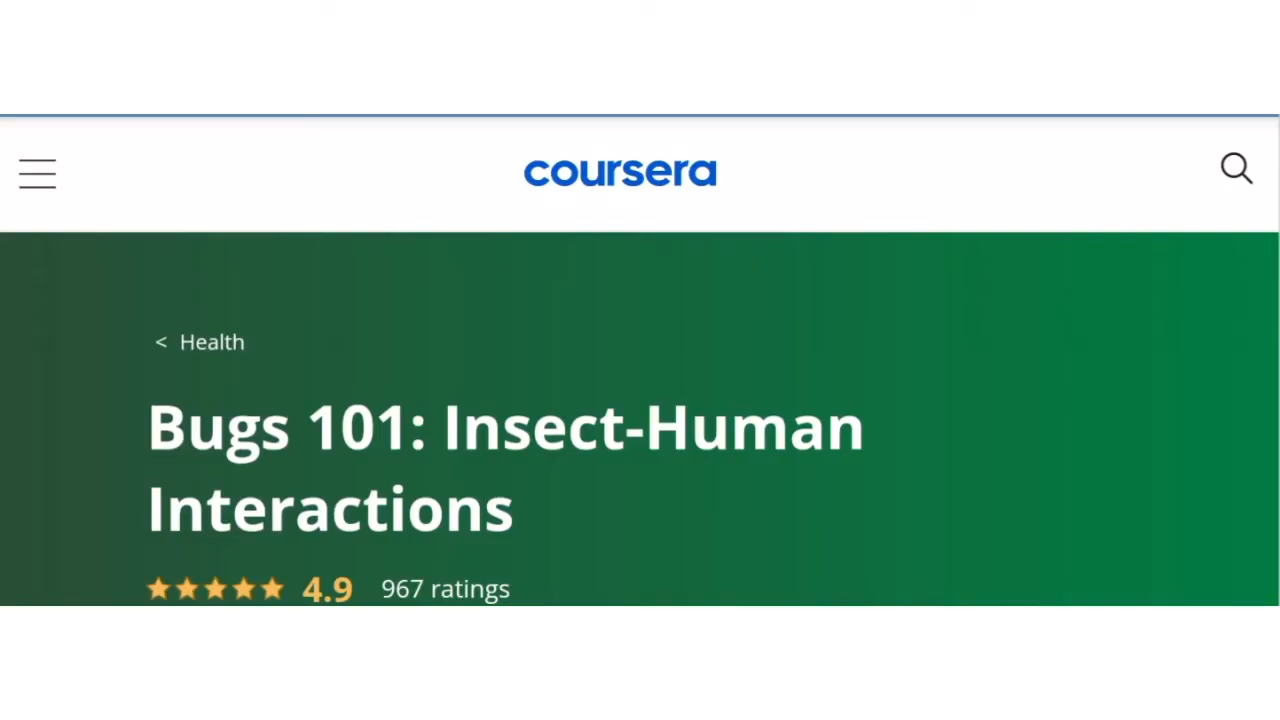 coursera
< Health
Bugs 101: Insect-Human
Interactions
4.9 967 ratings